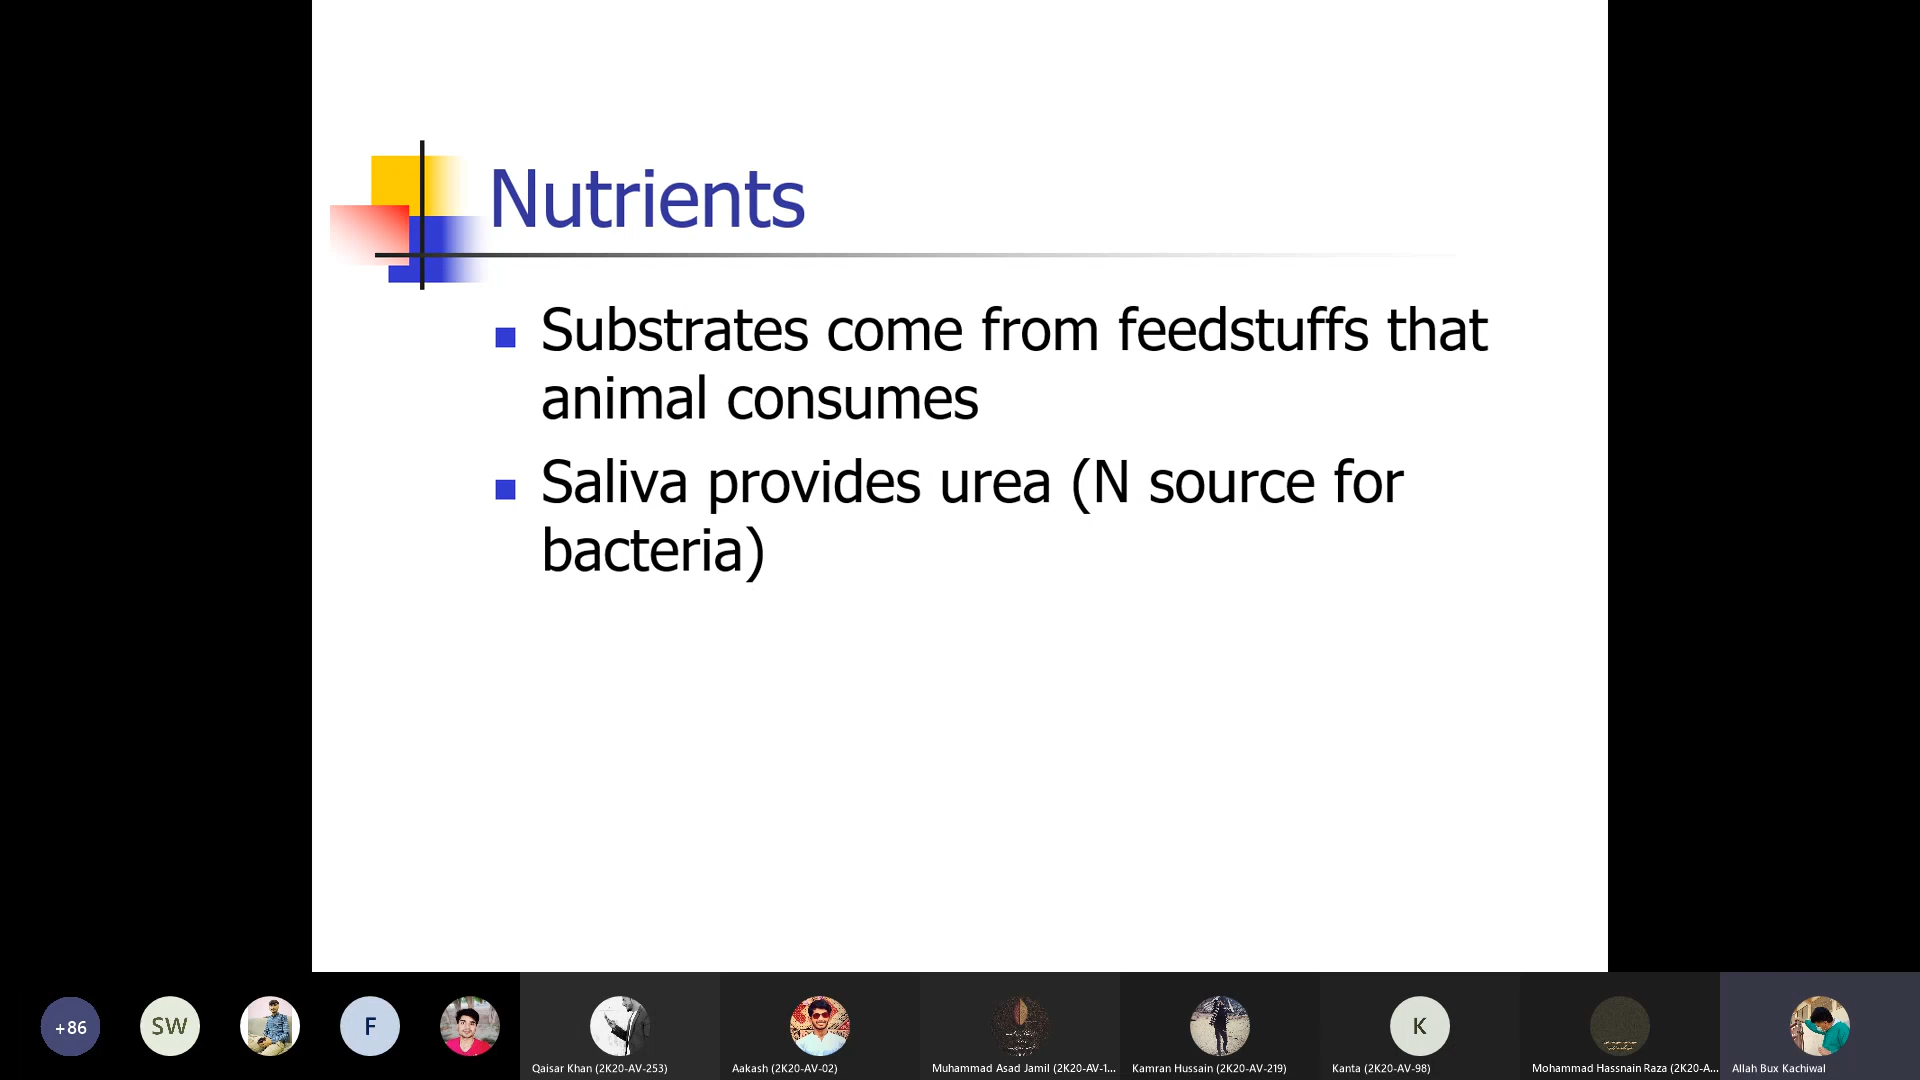 Nutrients
Substrates come from feedstuffs that
animal consumes
Saliva provides urea (N source for
bacteria)
+86
SW
F
K
Qaisar Khan (2K20-AV-253)
Aakash (2K20-AV-02)
Muhammad Asad Jamil (2K20-AV-1...
Kamran Hussain (2K20-AV-219)
Kanta (2K20-AV-98)
Mohammad Hassnain Raza (2K20-A...
Allah Bux Kachiwal